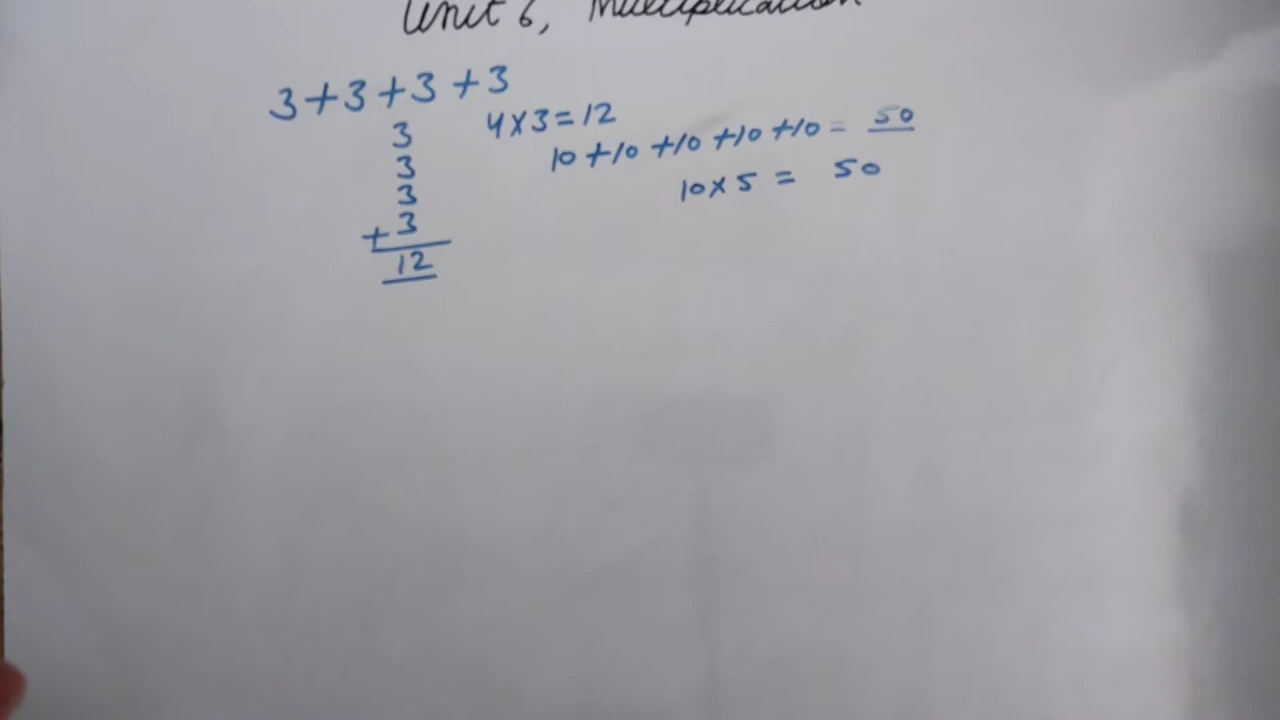 Unit 6, Multiplication
3+3+3+3
3
3
3
+3
12
4x3=12
10+10+10+10+10= 50
10x5 = 50